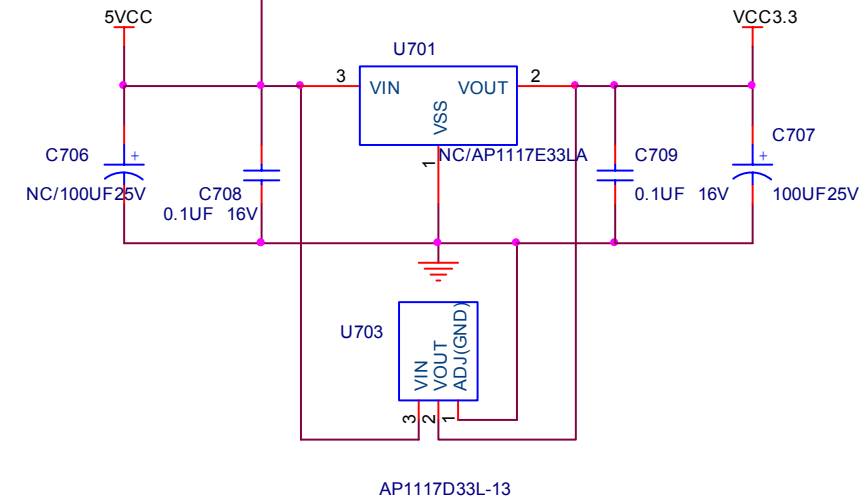 5VCC
VCC3.3
U701
3
VIN
VOUT
2
VSS
1
NC/AP1117E33LA
C706
+
NC/100UF25V
C708
0.1UF 16V
C709
0.1UF 16V
C707
+
100UF25V
U703
VIN
VOUT
ADJ(GND)
3
2
1
AP1117D33L-13